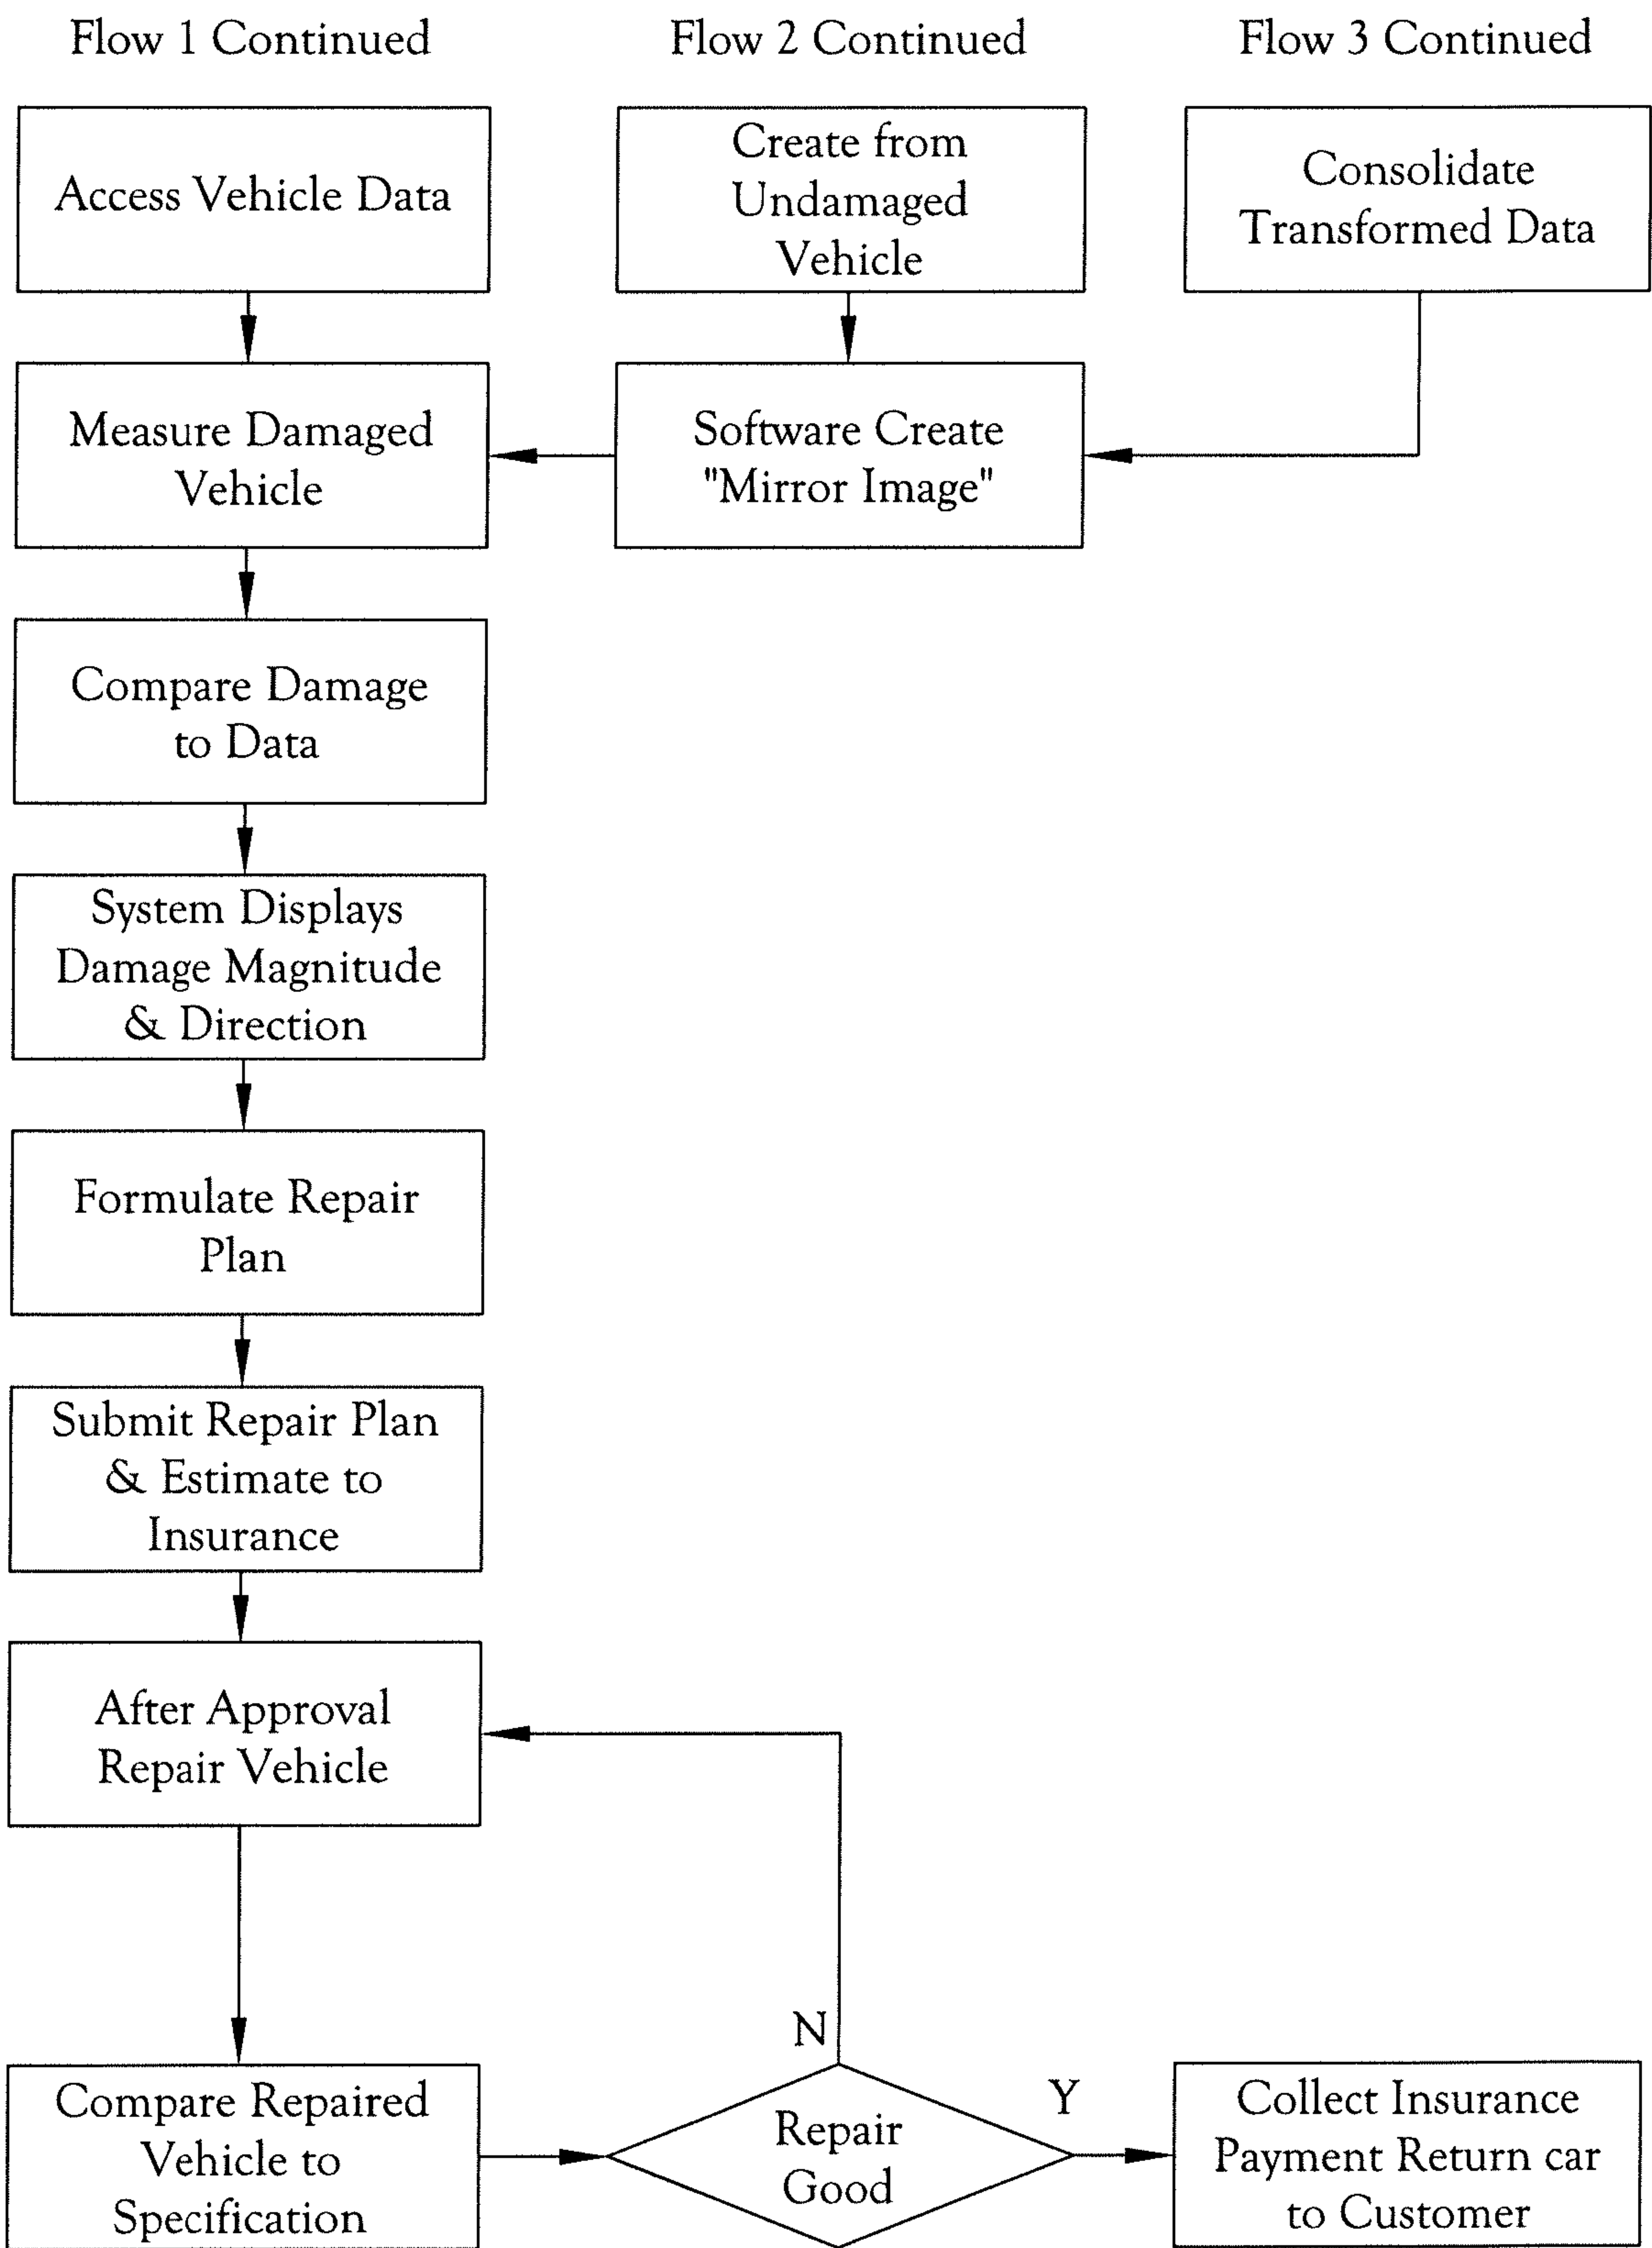 Flow 1 Continued
Flow 2 Continued
Flow 3 Continued
Access Vehicle Data
Create from
Undamaged
Vehicle
Consolidate
Transformed Data
Measure Damaged
Vehicle
Software Create
"Mirror Image"
Compare Damage
to Data
System Displays
Damage Magnitude
& Direction
Formulate Repair
Plan
Submit Repair Plan
& Estimate to
Insurance
After Approval
Repair Vehicle
N
Compare Repaired
Vehicle to
Specification
Repair
Good
Y
Collect Insurance
Payment Return car
to Customer